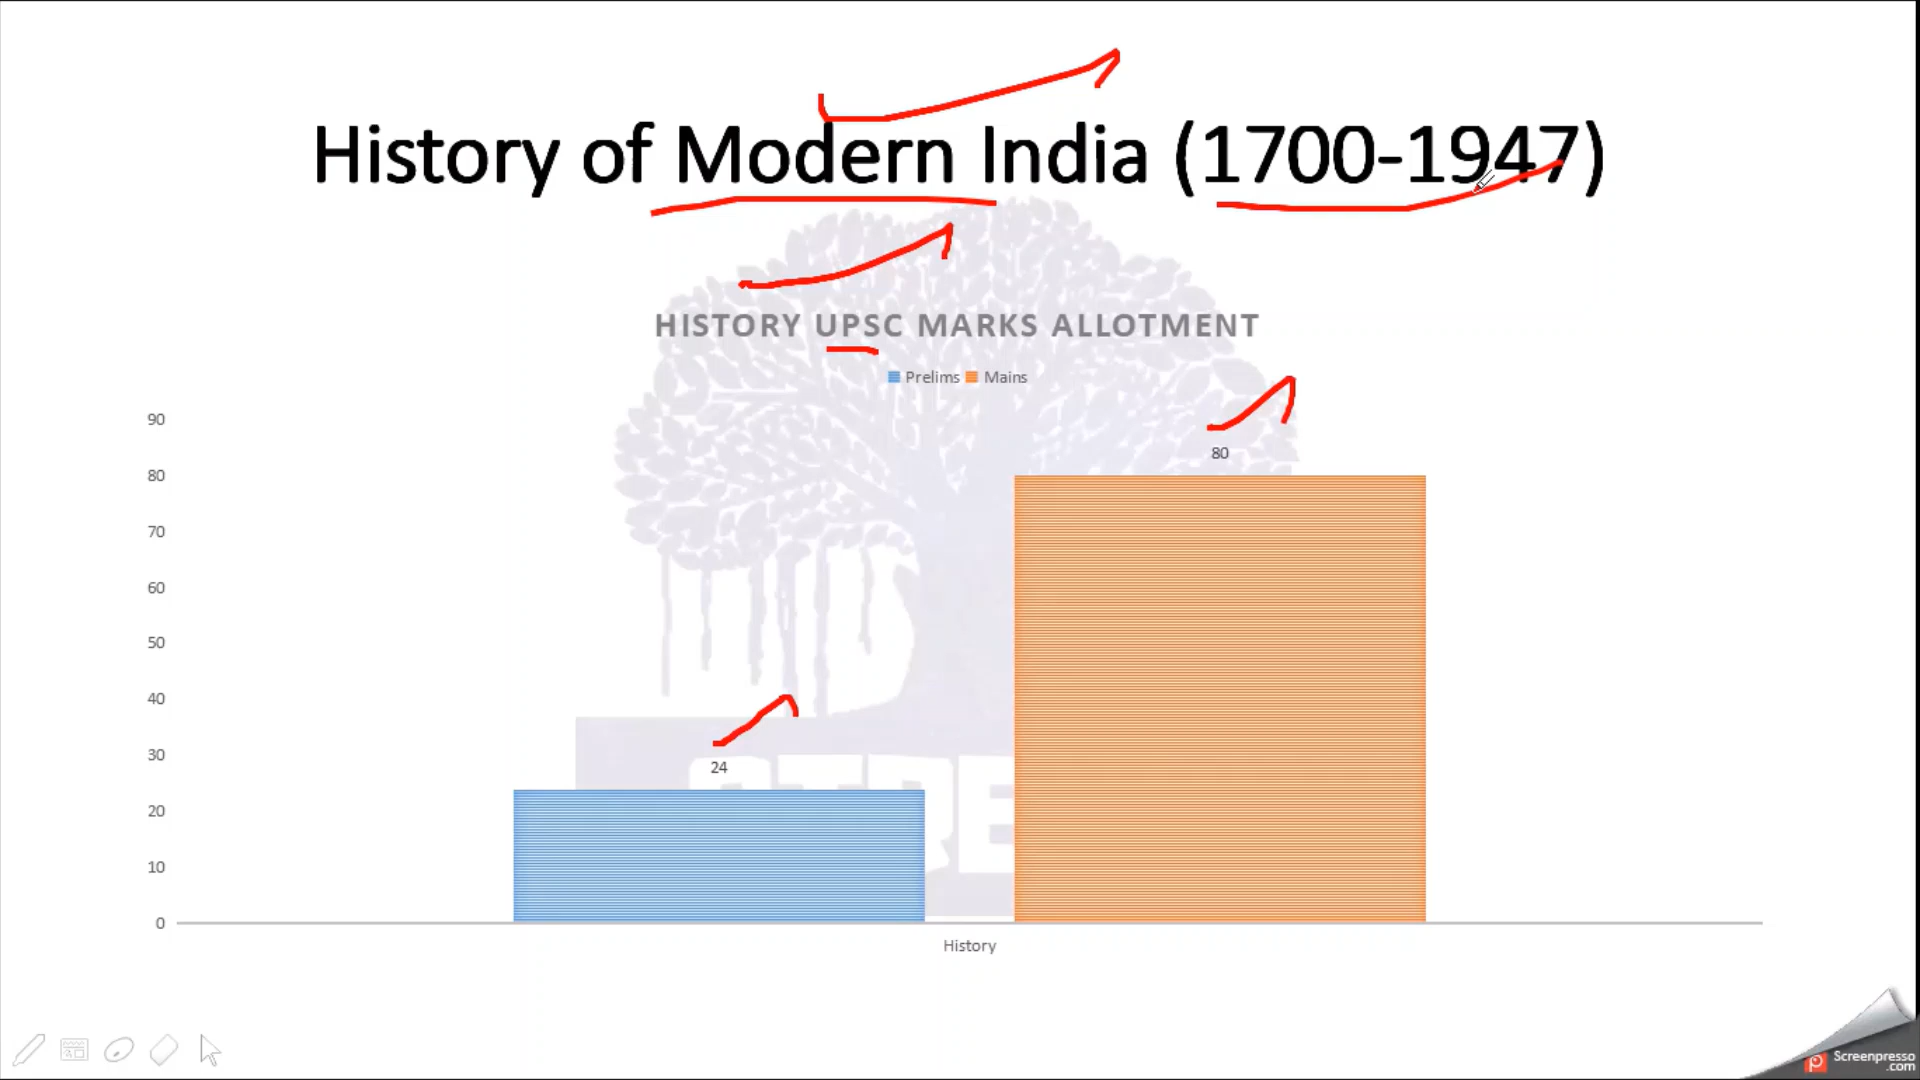 History of Modern India (1700-1947)
HISTORY UPSC MARKS ALLOTMENT
Prelims Mains
90
80
70
60
50
40
30
20
10
0
80
24
History
Screenpresso
.com